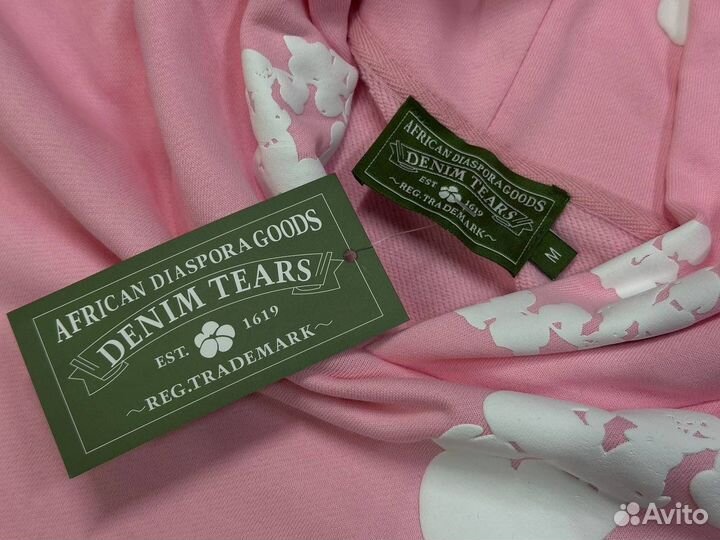 AFRICAN DIASPORA GOODS
DENIM TEARS
EST. 1619
~REG.TRADEMARK~
AFRICAN DIASPORA GOODS
DENIM TEARS
EST. 1619
~REG.TRADEMARK~
M
Avito